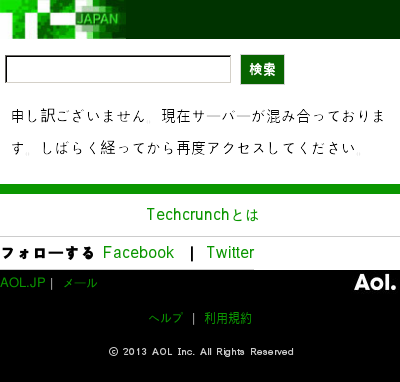 JAPAN
検索
申し訳ございません。現在サーバーが混み合っておりま
す。しばらく経ってから再度アクセスしてください。
Techcrunchとは
フォローする Facebook | Twitter
AOL.JP | メール Aol.
ヘルプ | 利用規約
© 2013 AOL Inc. All Rights Reserved